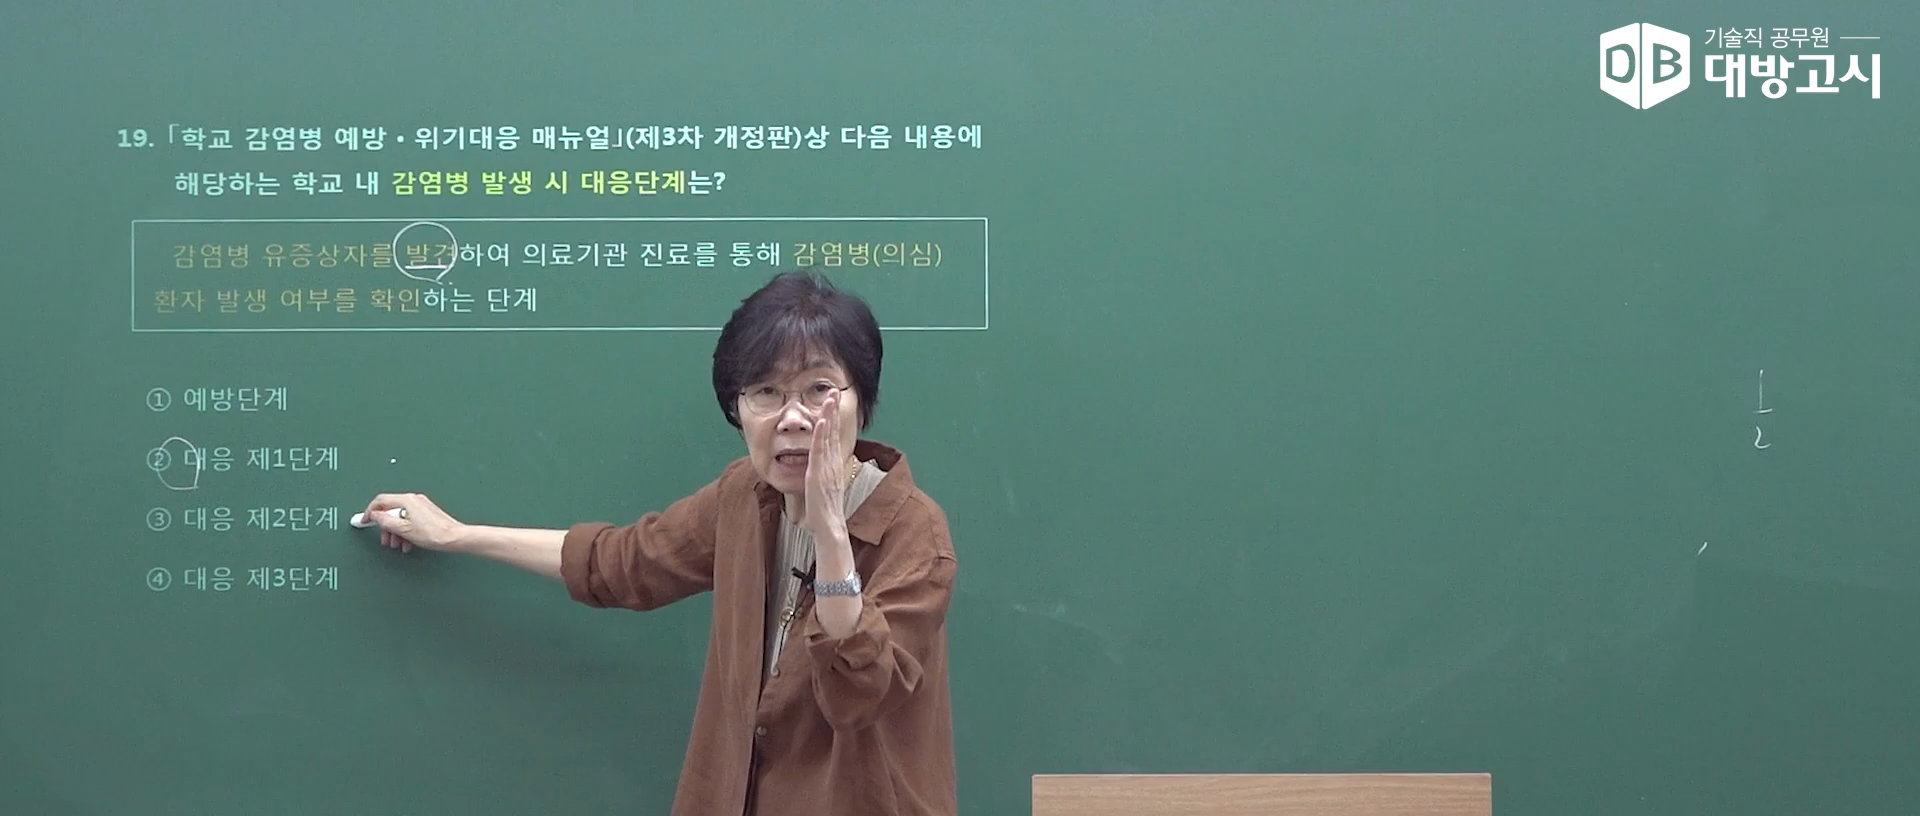 기술직 공무원
DB 대방고시
19. 「학교 감염병 예방·위기대응 매뉴얼」(제3차 개정판)상 다음 내용에
해당하는 학교 내 감염병 발생 시 대응단계는?
감염병 유증상자를 발견하여 의료기관 진료를 통해 감염병(의심)
환자 발생 여부를 확인하는 단계
① 예방단계
② 대응 제1단계
③ 대응 제2단계
④ 대응 제3단계
1
2